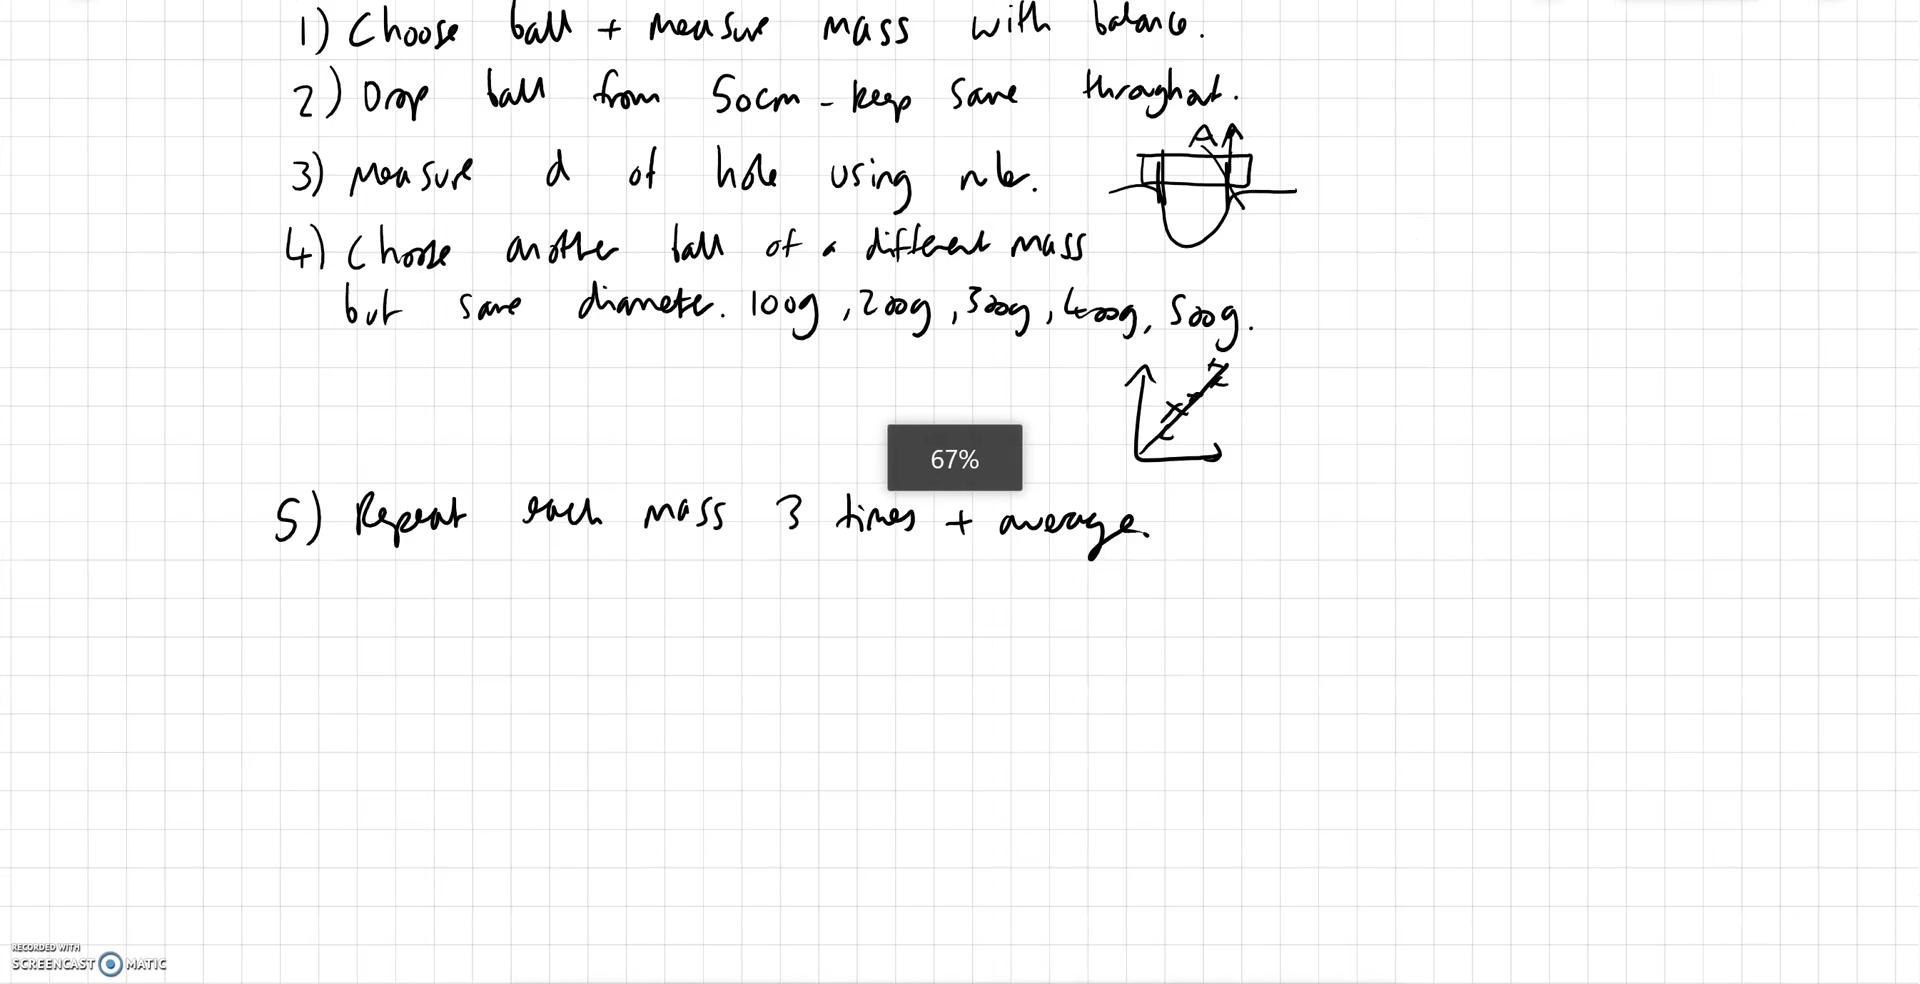 1) Choose ball + measure mass with balance.
2) Drop ball from 50cm - keep same throughout.
A
3) Measure d of hole using ruler.
4) Choose another ball of a different mass
but same diameter. 100g, 200g, 300g, 400g, 500g.
67%
5) Repeat each mass 3 times + average.
RECORDED WITH
SCREENCAST MATIC